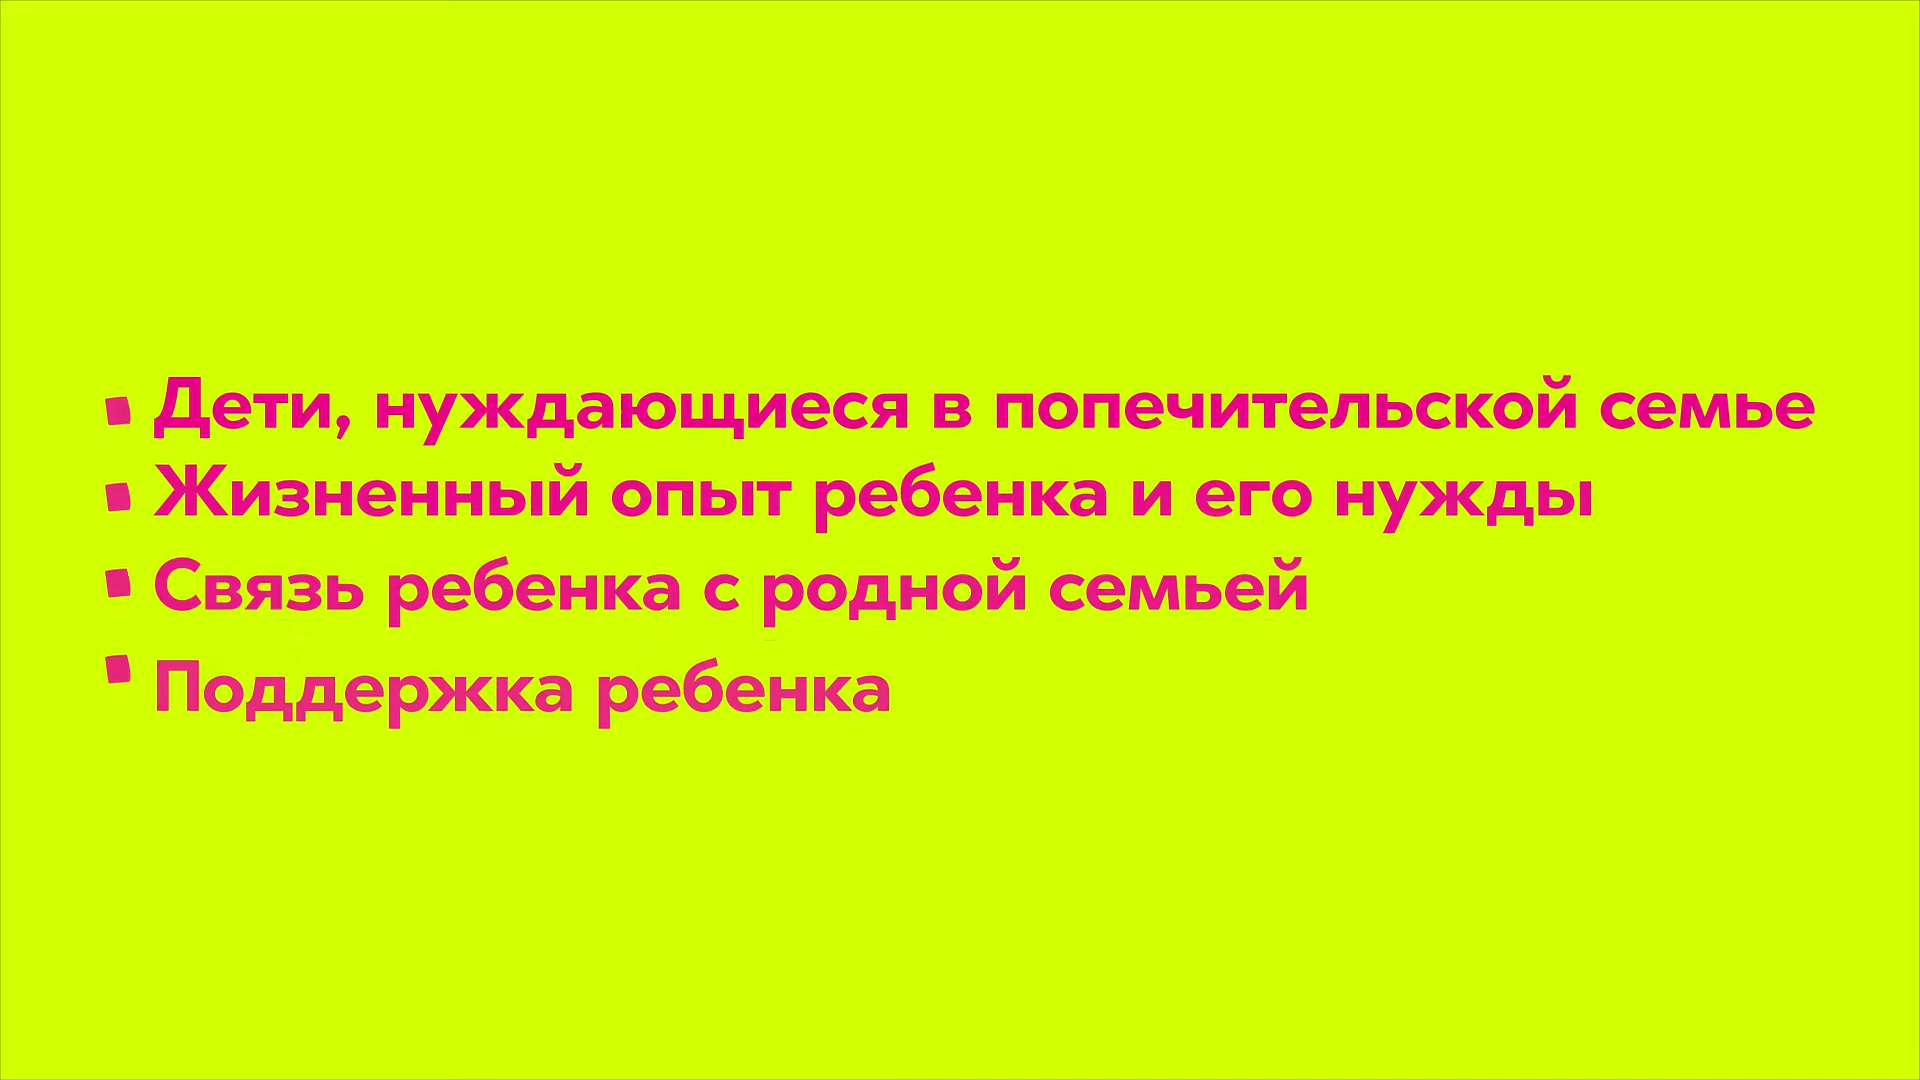 ▪ Дети, нуждающиеся в попечительской семье
▪ Жизненный опыт ребенка и его нужды
▪ Связь ребенка с родной семьей
▪ Поддержка ребенка